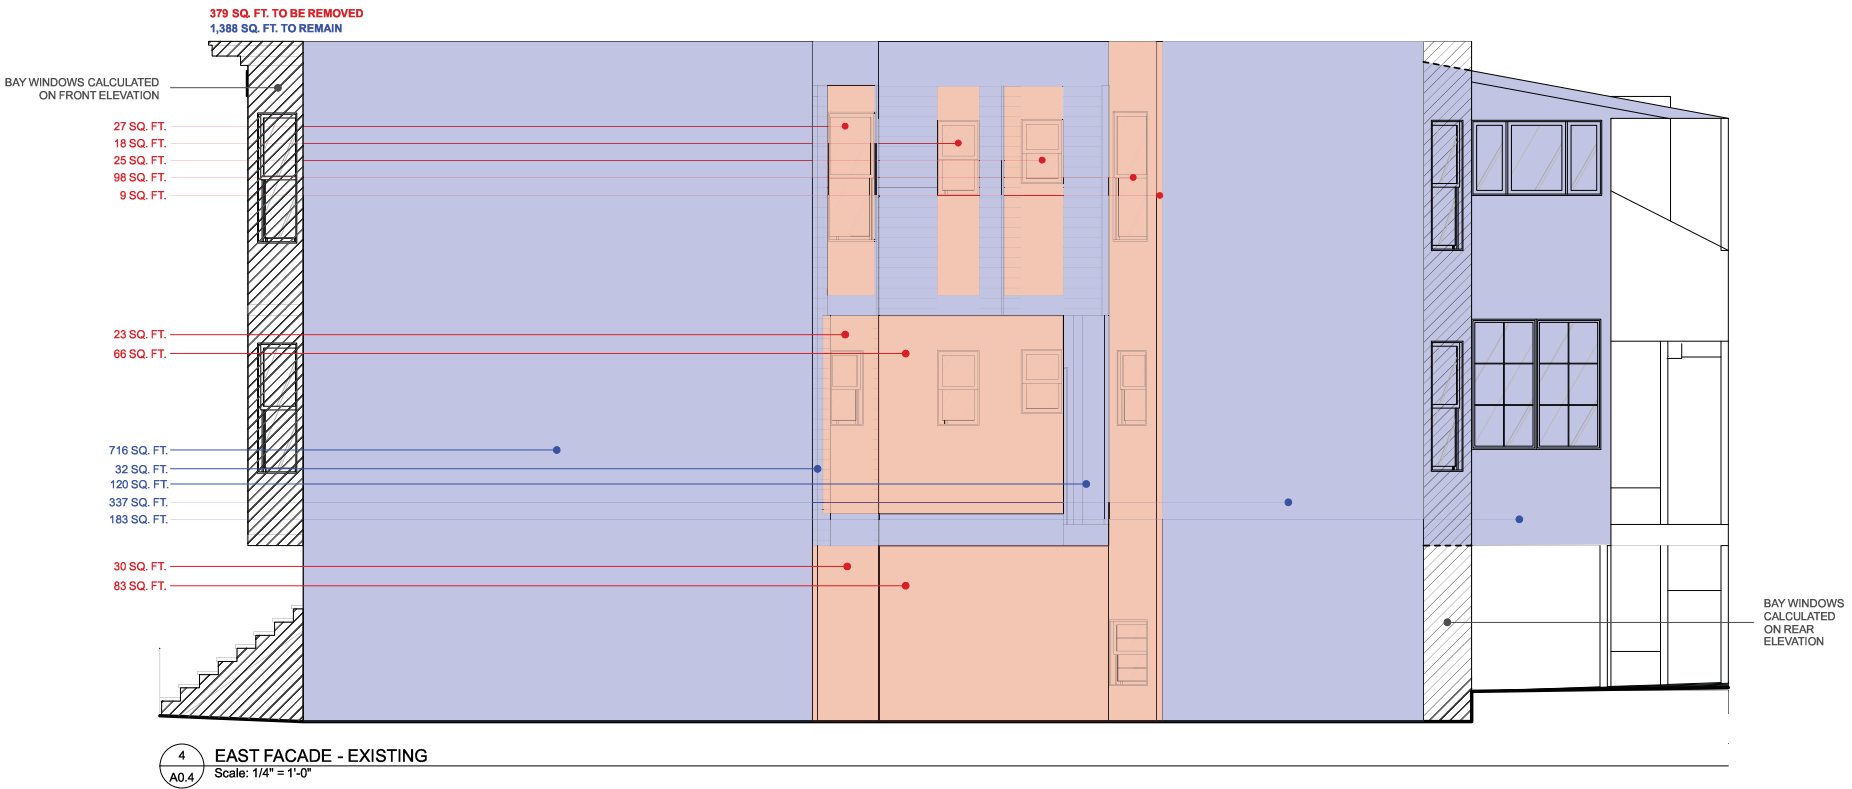 379 SQ. FT. TO BE REMOVED
1,388 SQ. FT. TO REMAIN
BAY WINDOWS CALCULATED
ON FRONT ELEVATION
27 SQ. FT.
18 SQ. FT.
25 SQ. FT.
98 SQ. FT.
9 SQ. FT.
23 SQ. FT.
66 SQ. FT.
716 SQ. FT.
32 SQ. FT.
120 SQ. FT.
337 SQ. FT.
183 SQ. FT.
30 SQ. FT.
83 SQ. FT.
BAY WINDOWS
CALCULATED
ON REAR
ELEVATION
4
A0.4
EAST FACADE - EXISTING
Scale: 1/4" = 1'-0"